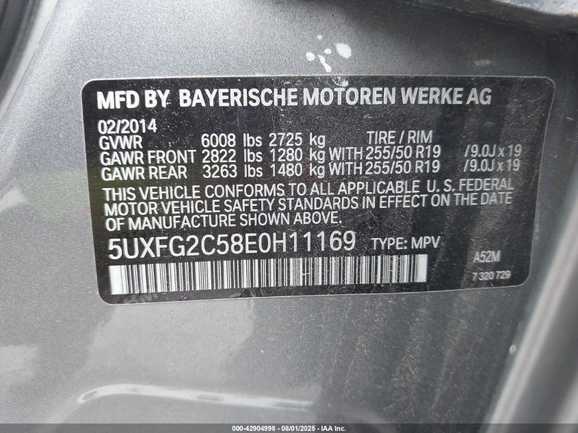 MFD BY BAYERISCHE MOTOREN WERKE AG
02/2014
GVWR 6008 lbs 2725 kg TIRE / RIM
GAWR FRONT 2822 lbs 1280 kg WITH 255/50 R19 /9.0J x 19
GAWR REAR 3263 lbs 1480 kg WITH 255/50 R19 /9.0J x 19
THIS VEHICLE CONFORMS TO ALL APPLICABLE U. S. FEDERAL
MOTOR VEHICLE SAFETY STANDARDS IN EFFECT ON THE DATE
OF MANUFACTURE SHOWN ABOVE.
5UXFG2C58E0H11169 TYPE: MPV
A52M
7 320 729
000-42904998 - 08/01/2025 - IAA, Inc.